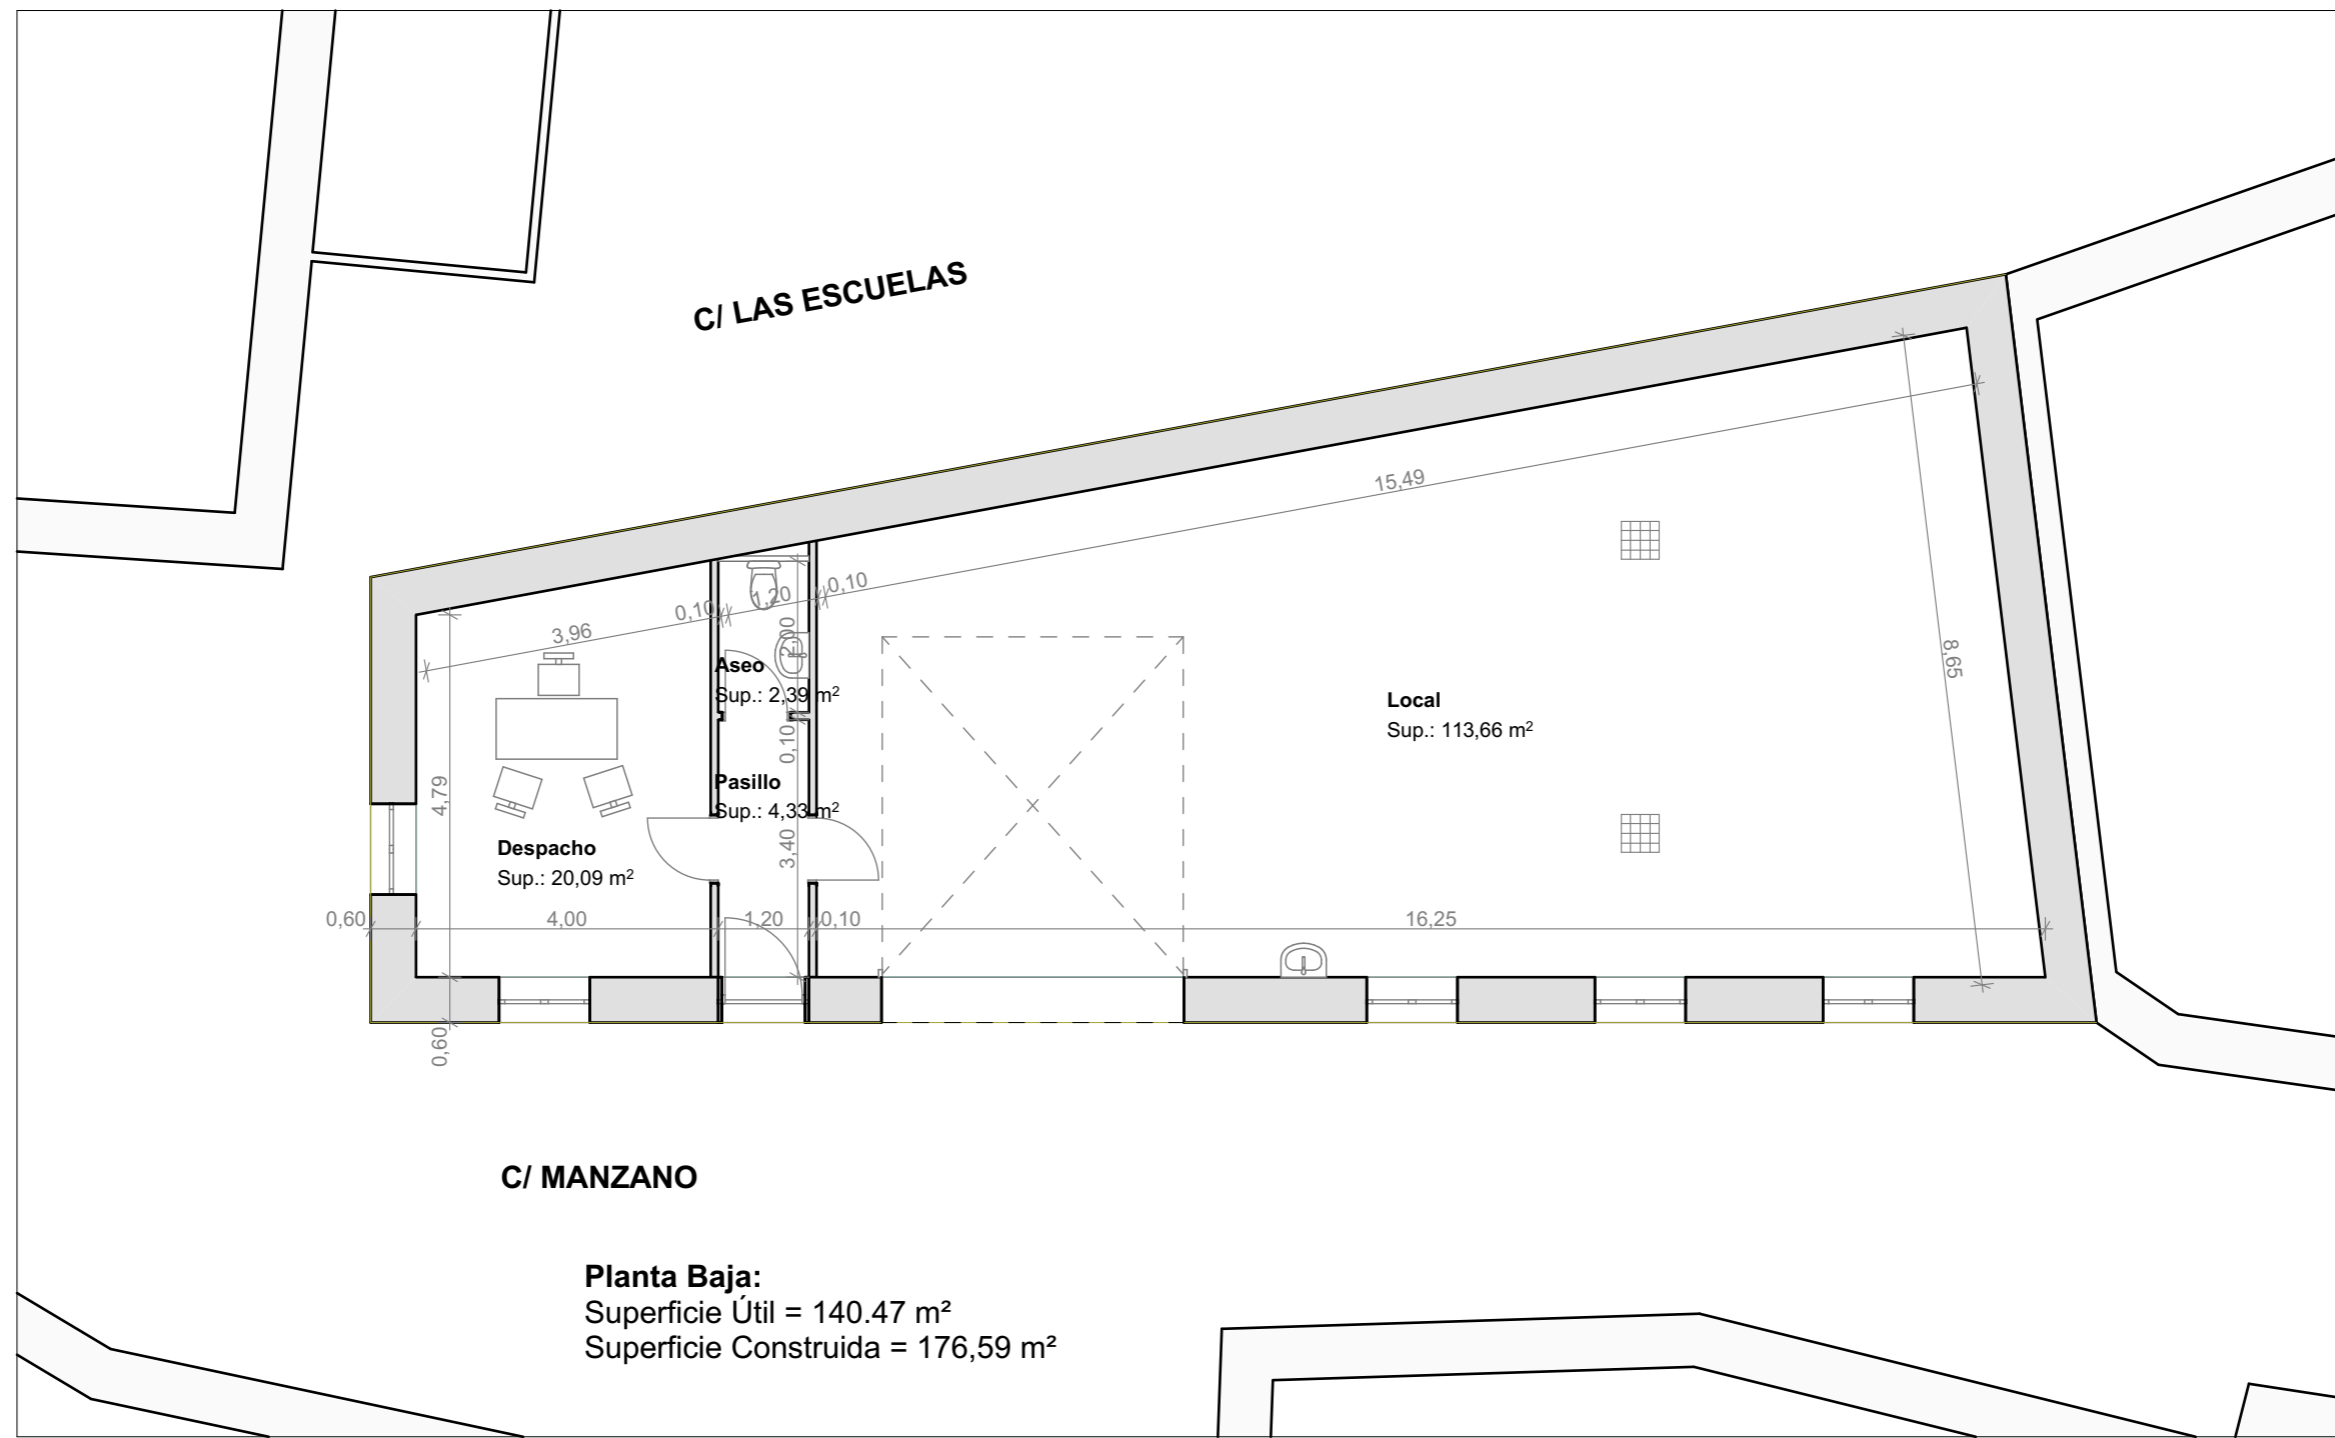 C/ LAS ESCUELAS
15,49
0,10
1,20
0,10
3,96
2,00
8,65
Aseo
Sup.: 2,39 m²
Local
Sup.: 113,66 m²
0,10
Pasillo
Sup.: 4,33 m²
4,79
3,40
Despacho
Sup.: 20,09 m²
0,60
4,00
1,20
0,10
16,25
0,60
C/ MANZANO
Planta Baja:
Superficie Útil = 140.47 m²
Superficie Construida = 176,59 m²